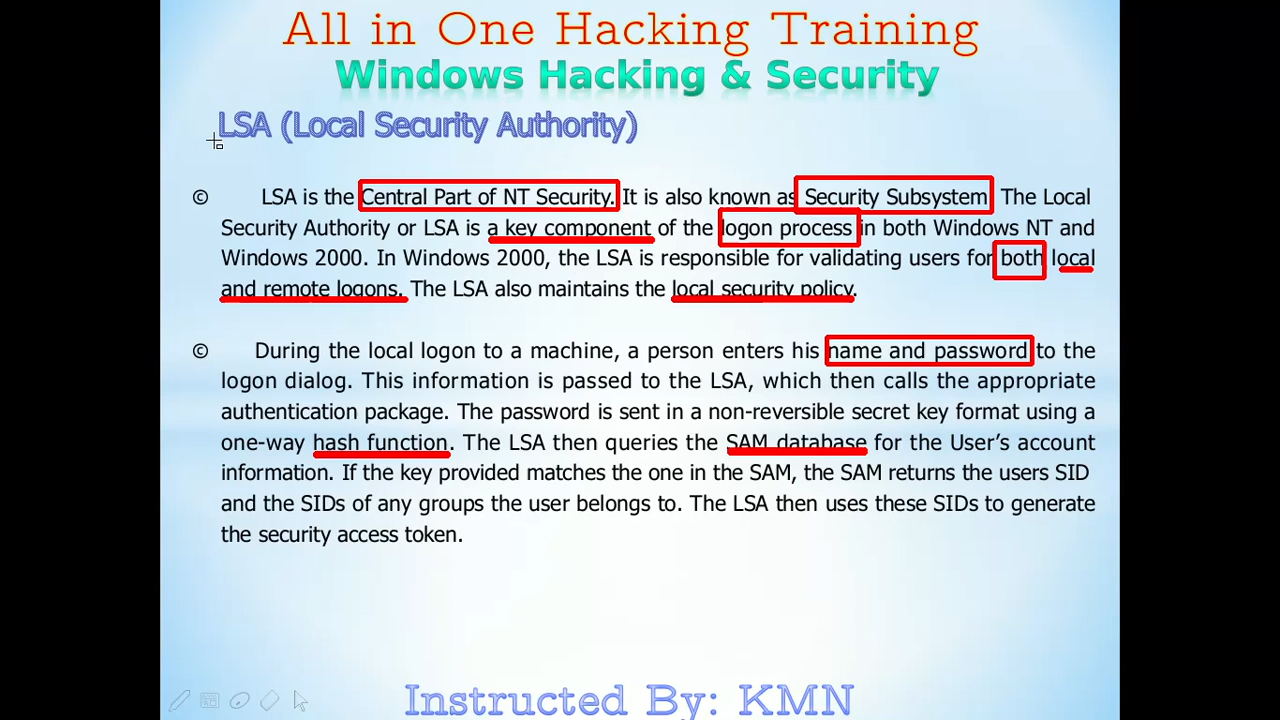 All in One Hacking Training
Windows Hacking & Security
LSA (Local Security Authority)
© LSA is the Central Part of NT Security. It is also known as Security Subsystem. The Local
Security Authority or LSA is a key component of the logon process in both Windows NT and
Windows 2000. In Windows 2000, the LSA is responsible for validating users for both local
and remote logons. The LSA also maintains the local security policy.
© During the local logon to a machine, a person enters his name and password to the
logon dialog. This information is passed to the LSA, which then calls the appropriate
authentication package. The password is sent in a non-reversible secret key format using a
one-way hash function. The LSA then queries the SAM database for the User’s account
information. If the key provided matches the one in the SAM, the SAM returns the users SID
and the SIDs of any groups the user belongs to. The LSA then uses these SIDs to generate
the security access token.
Instructed By: KMN